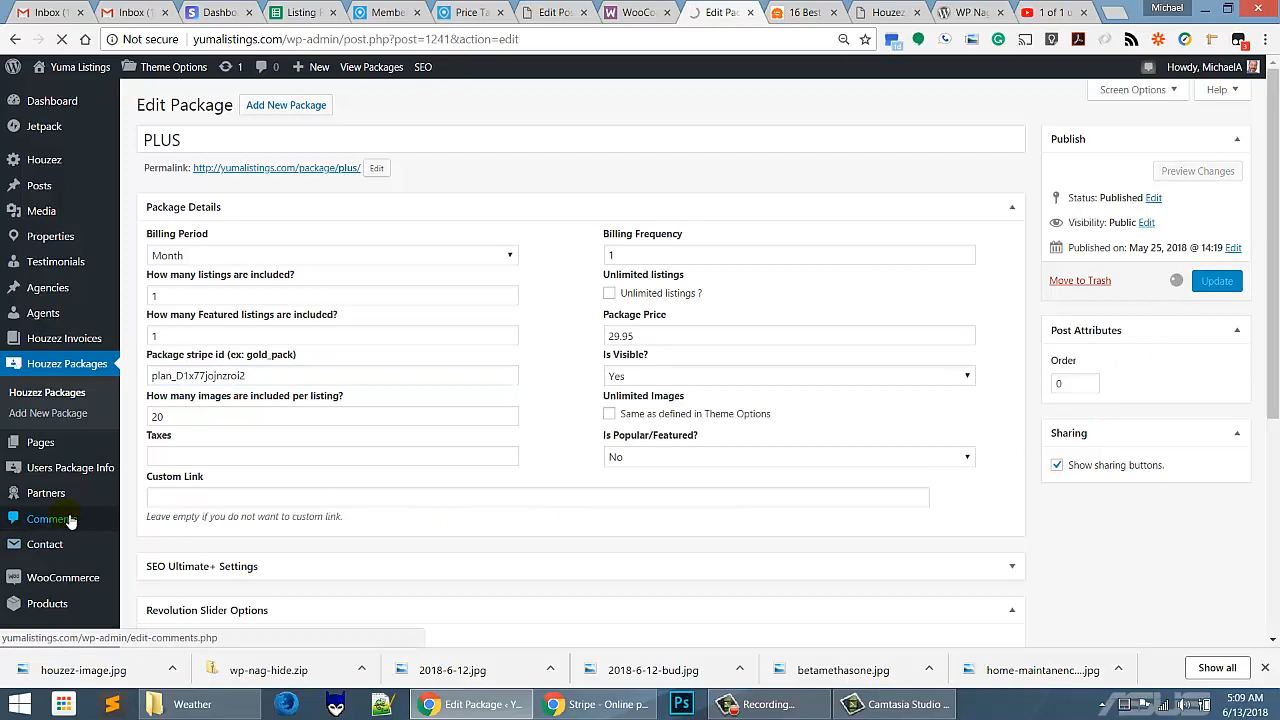 Inbox (1
Inbox (1
Dashb
Listing
Membe
Price Ta
Edit Pos
WooCo
Edit Pac
16 Best
Houzez
WP Nag
1 of 1 u
Michael
Not secure yumalistings.com/wp-admin/post.php?post=1241&action=edit
Yuma Listings Theme Options 1 0 New View Packages SEO Howdy, MichaelA
Dashboard
Jetpack
Houzez
Posts
Media
Properties
Testimonials
Agencies
Agents
Houzez Invoices
Houzez Packages
Houzez Packages
Add New Package
Pages
Users Package Info
Partners
Comments
Contact
WooCommerce
Products
Screen Options Help
Edit Package Add New Package
PLUS
Permalink: http://yumalistings.com/package/plus/ Edit
Package Details
Billing Period
Month
Billing Frequency
1
How many listings are included?
1
Unlimited listings
Unlimited listings ?
How many Featured listings are included?
1
Package Price
29.95
Package stripe id (ex: gold_pack)
plan_D1x77jojnzroi2
Is Visible?
Yes
How many images are included per listing?
20
Unlimited Images
Same as defined in Theme Options
Taxes
Is Popular/Featured?
No
Custom Link
Leave empty if you do not want to custom link.
SEO Ultimate+ Settings
Revolution Slider Options
Publish
Preview Changes
Status: Published Edit
Visibility: Public Edit
Published on: May 25, 2018 @ 14:19 Edit
Move to Trash Update
Post Attributes
Order
0
Sharing
Show sharing buttons.
yumalistings.com/wp-admin/edit-comments.php
houzez-image.jpg
wp-nag-hide.zip
2018-6-12.jpg
2018-6-12-bud.jpg
betamethasone.jpg
home-maintanenc....jpg
Show all
Weather
Edit Package ‹ Y...
Stripe - Online p...
Ps
Recording...
Camtasia Studio ...
ASUS
5:09 AM
6/13/2018